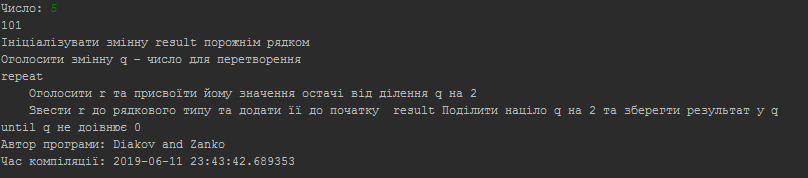 Число: 5
101
Ініціалізувати змінну result порожнім рядком
Оголосити змінну q – число для перетворення
repeat
Оголосити r та присвоїти йому значення остачі від ділення q на 2
Звести r до рядкового типу та додати її до початку  result Поділити націло q на 2 та зберегти результат у q
until q не доівнює 0
Автор програми: Diakov and Zanko
Час компіляції: 2019-06-11 23:43:42.689353